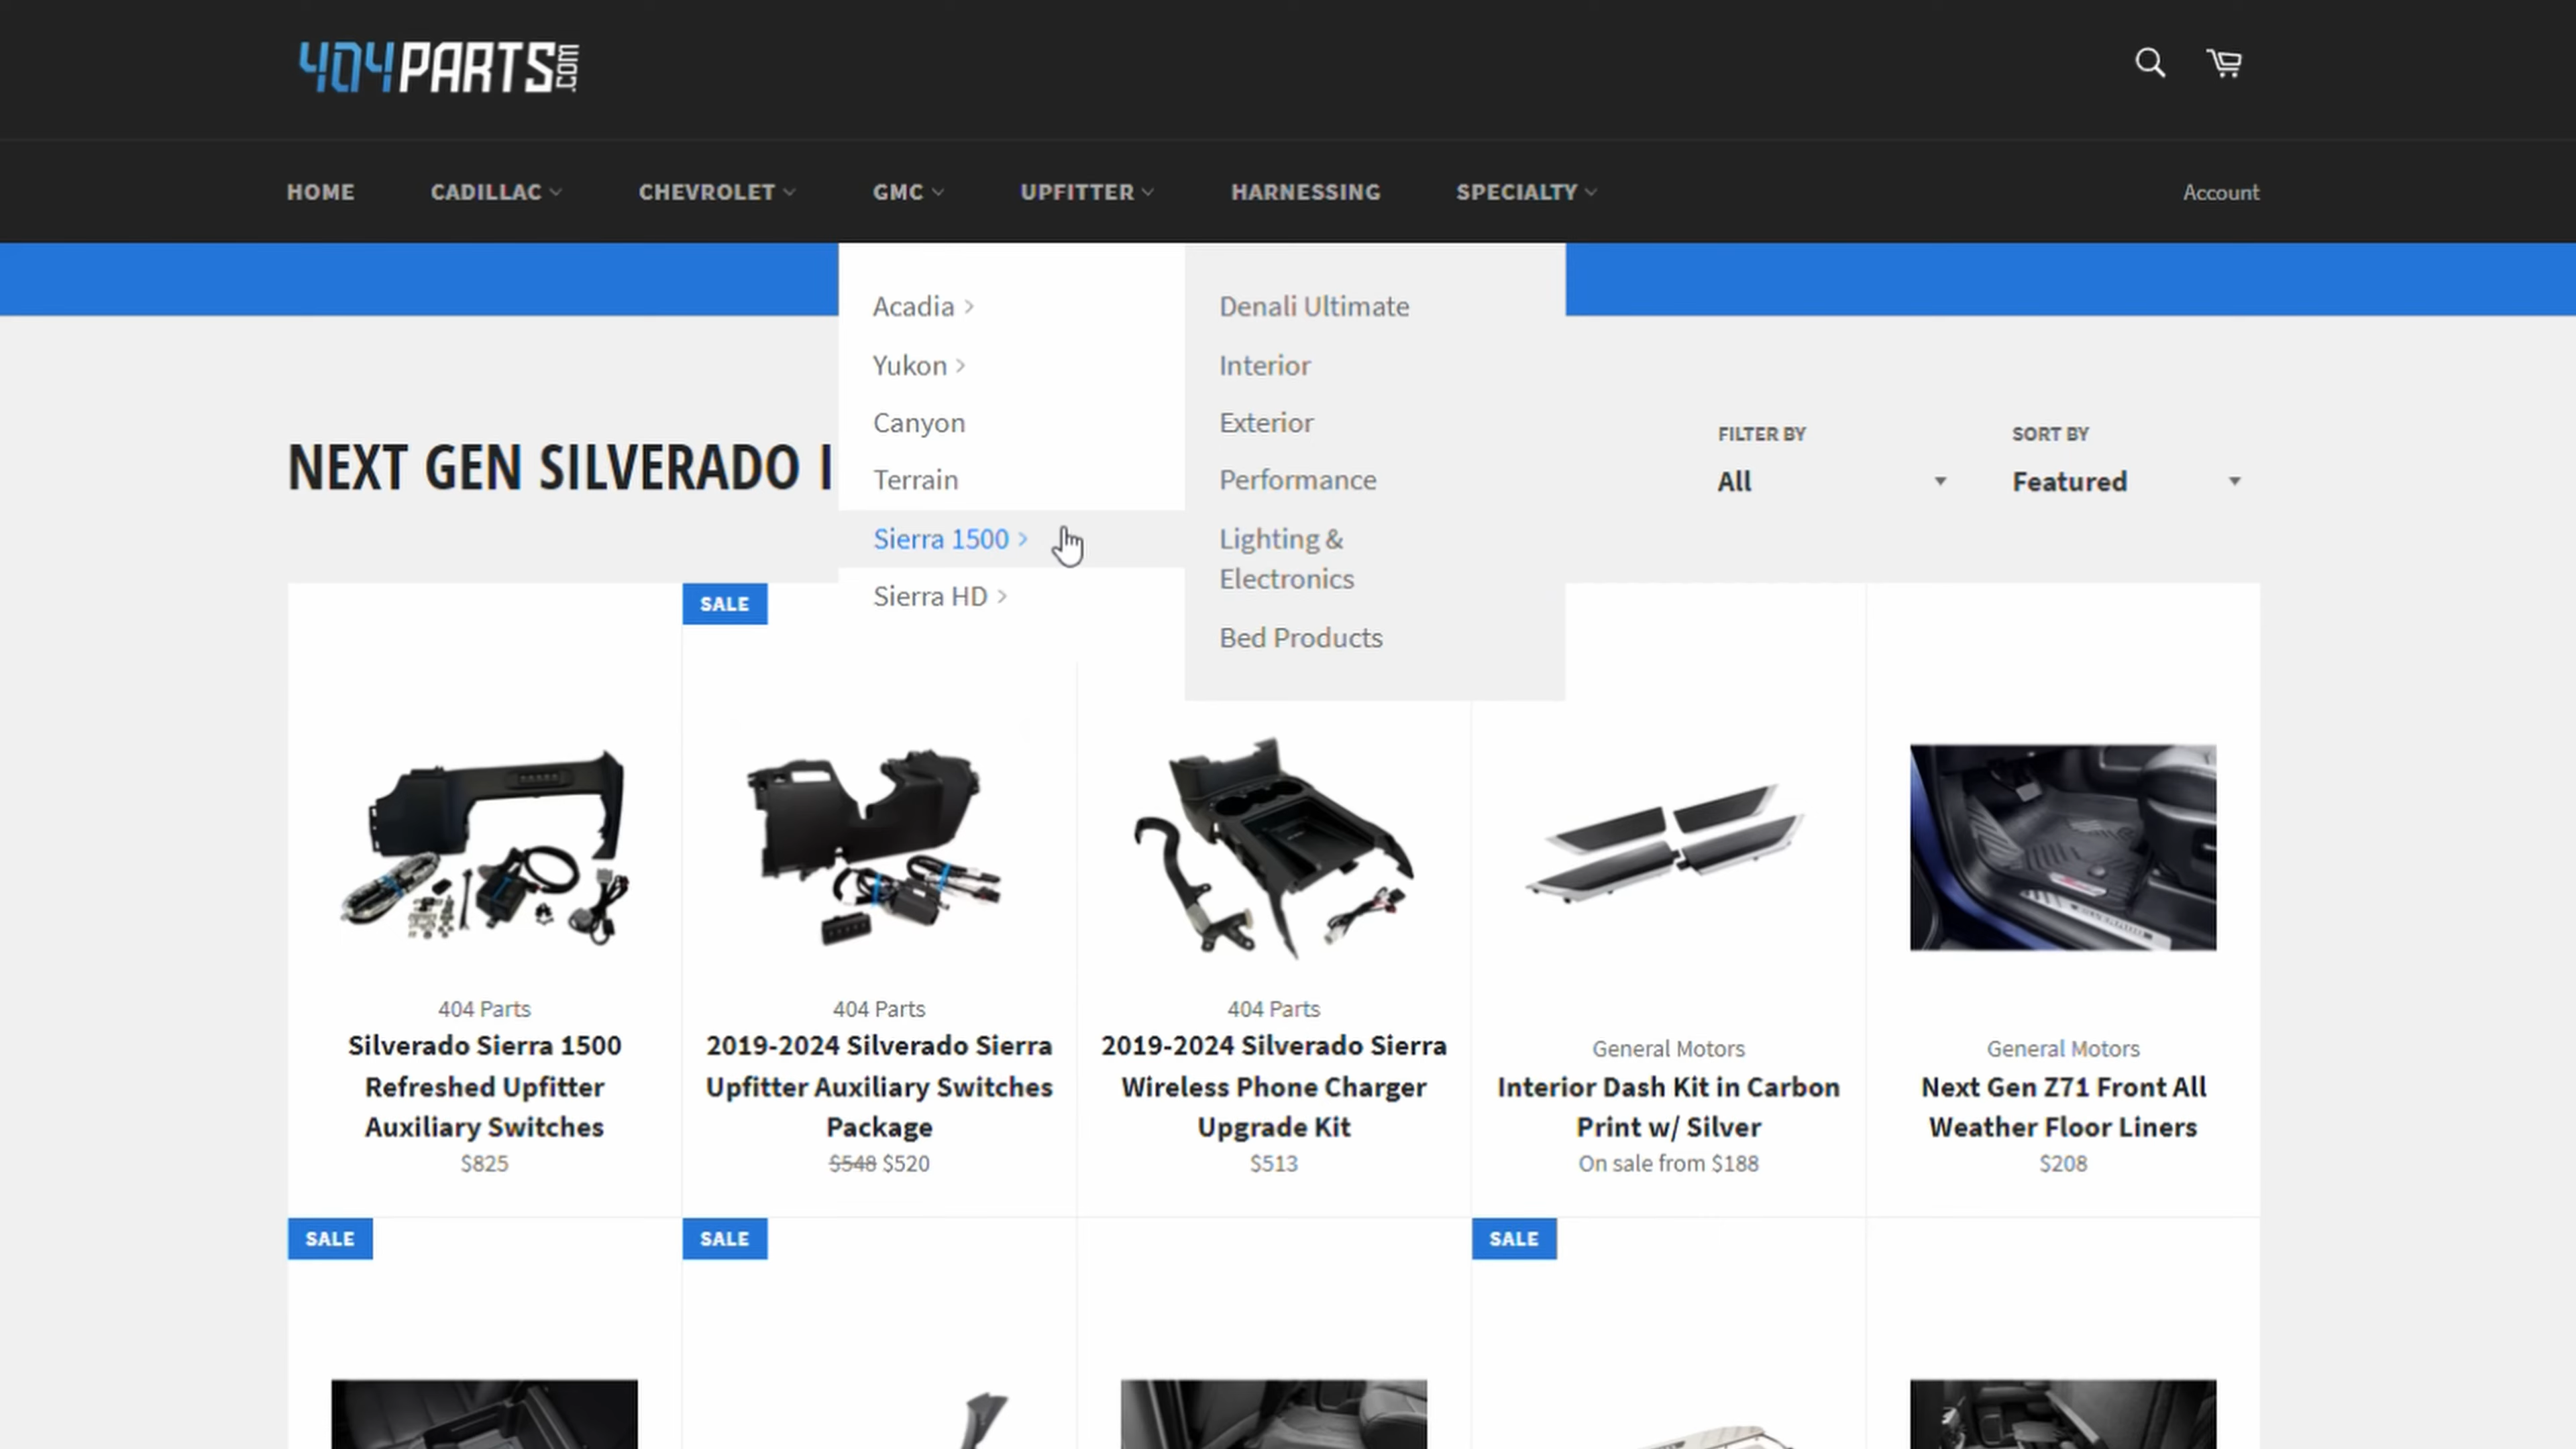 404PARTS.COM
HOME
CADILLAC
CHEVROLET
GMC
UPFITTER
HARNESSING
SPECIALTY
Account
Acadia
Yukon
Canyon
Terrain
Sierra 1500
Sierra HD
Denali Ultimate
Interior
Exterior
Performance
Lighting &
Electronics
Bed Products
NEXT GEN SILVERADO
FILTER BY
All
SORT BY
Featured
SALE
404 Parts
Silverado Sierra 1500
Refreshed Upfitter
Auxiliary Switches
$825
404 Parts
2019-2024 Silverado Sierra
Upfitter Auxiliary Switches
Package
$548 $520
404 Parts
2019-2024 Silverado Sierra
Wireless Phone Charger
Upgrade Kit
$513
General Motors
Interior Dash Kit in Carbon
Print w/ Silver
On sale from $188
General Motors
Next Gen Z71 Front All
Weather Floor Liners
$208
SALE
SALE
SALE